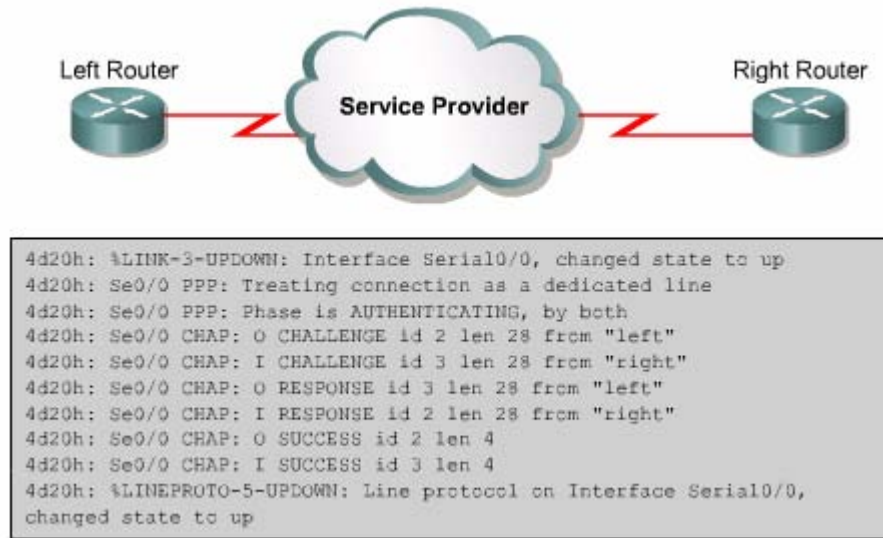 Left Router
Right Router
Service Provider
4d20h: %LINK-3-UPDOWN: Interface Serial0/0, changed state to up
4d20h: Se0/0 PPP: Treating connection as a dedicated line
4d20h: Se0/0 PPP: Phase is AUTHENTICATING, by both
4d20h: Se0/0 CHAP: O CHALLENGE id 2 len 28 from "left"
4d20h: Se0/0 CHAP: I CHALLENGE id 3 len 28 from "right"
4d20h: Se0/0 CHAP: O RESPONSE id 3 len 28 from "left"
4d20h: Se0/0 CHAP: I RESPONSE id 2 len 28 from "right"
4d20h: Se0/0 CHAP: O SUCCESS id 2 len 4
4d20h: Se0/0 CHAP: I SUCCESS id 3 len 4
4d20h: %LINEPROTO-5-UPDOWN: Line protocol on Interface Serial0/0,
changed state to up